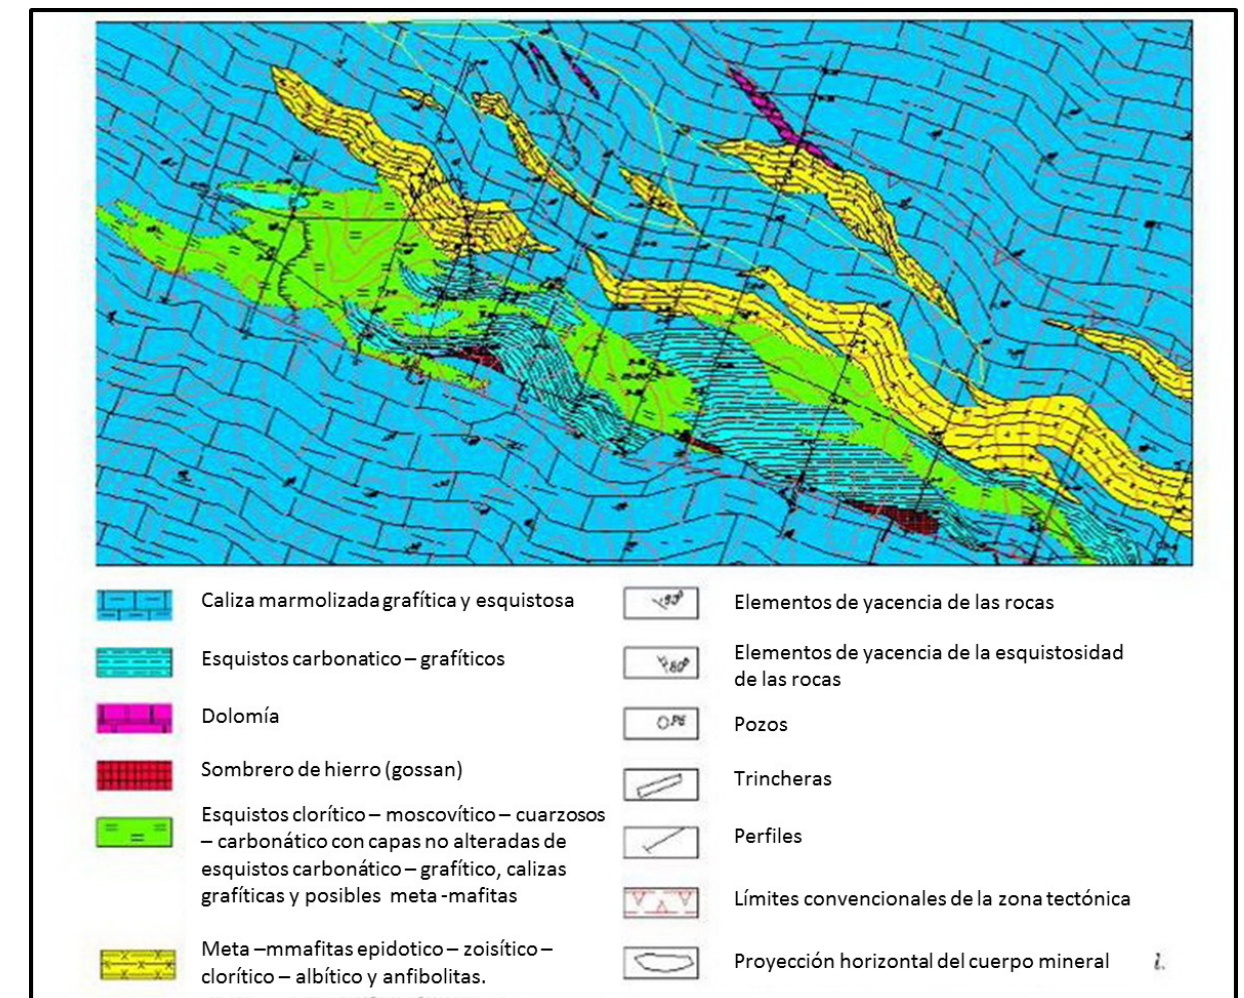 Caliza marmolizada grafítica y esquistosa
Esquistos carbonatico – grafíticos
Dolomía
Sombrero de hierro (gossan)
Esquistos clorítico – moscovítico – cuarzosos
– carbonático con capas no alteradas de
esquistos carbonático – grafítico, calizas
grafíticas y posibles meta -mafitas
Meta –mmafitas epidotico – zoisítico –
clorítico – albítico y anfibolitas.
Elementos de yacencia de las rocas
80°
Elementos de yacencia de la esquistosidad
de las rocas
Pozos
Trincheras
Perfiles
Límites convencionales de la zona tectónica
Proyección horizontal del cuerpo mineral